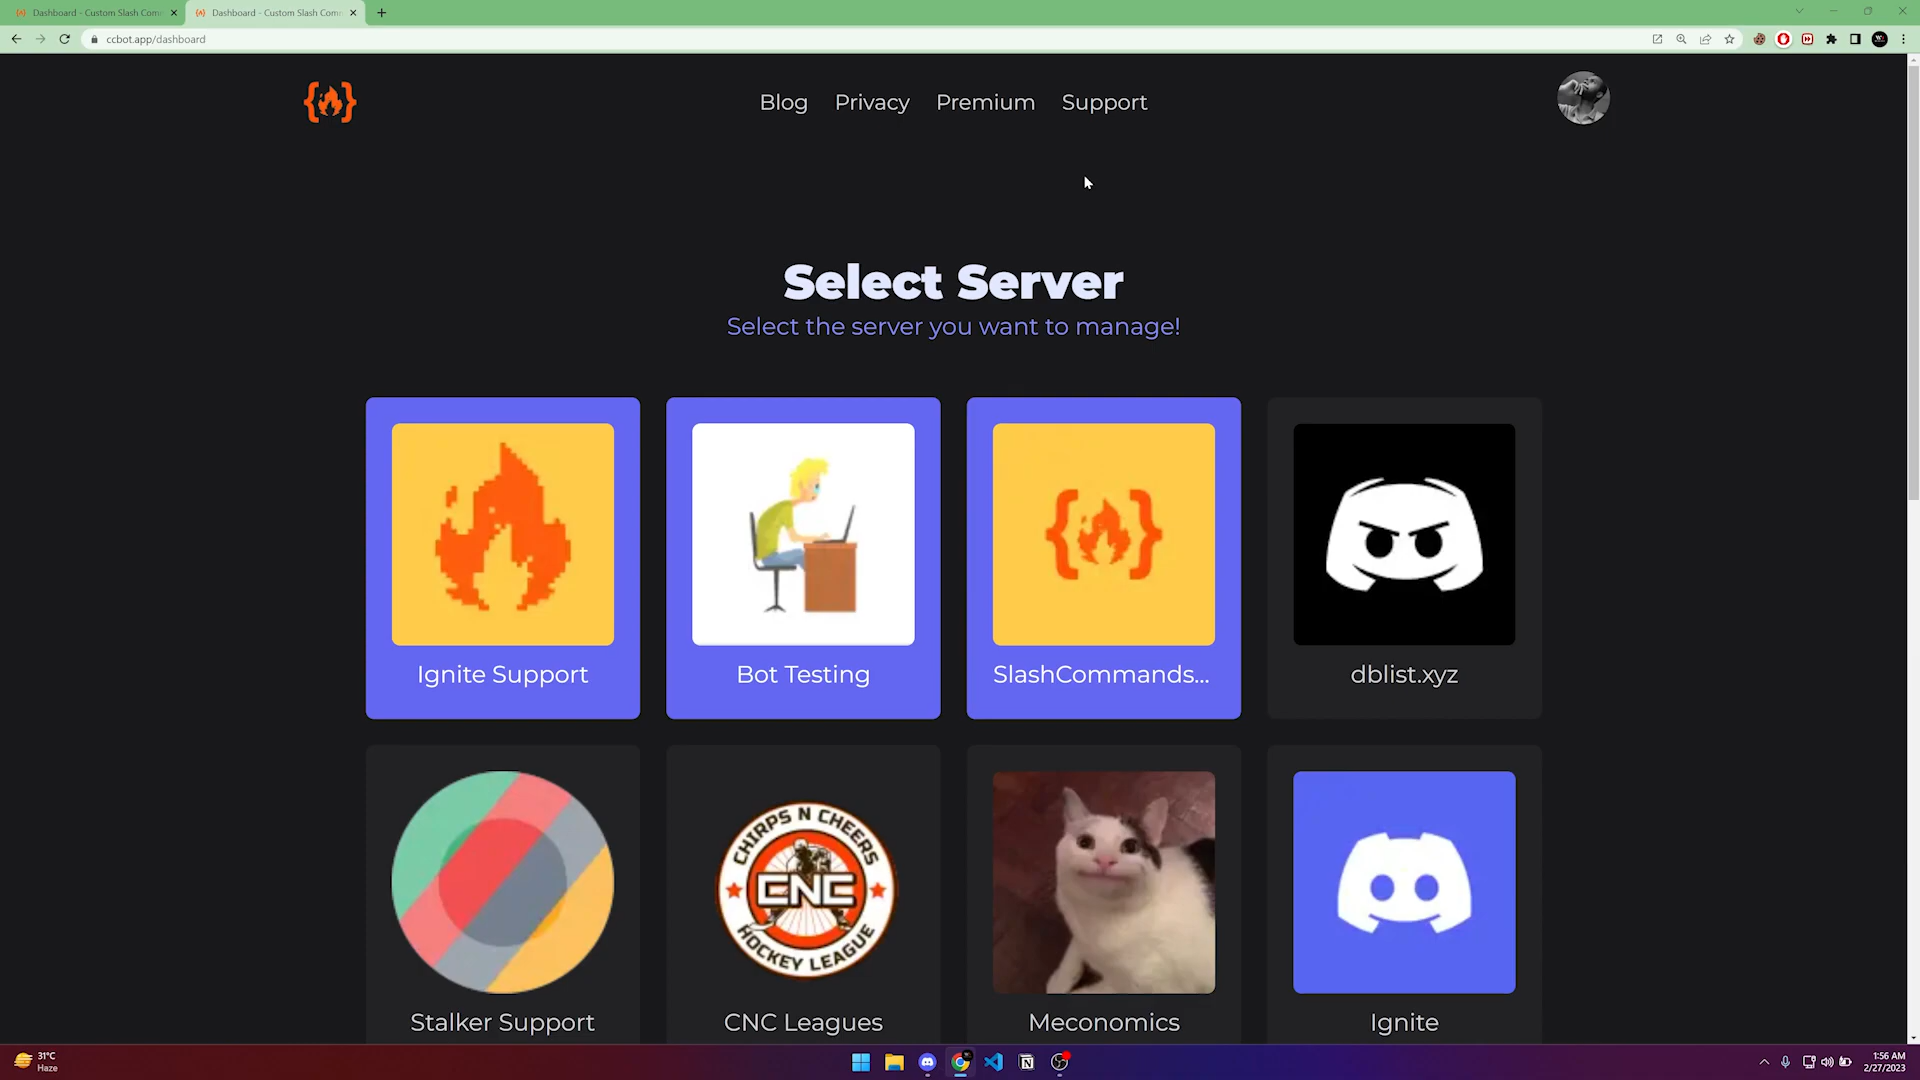 Dashboard - Custom Slash Com
Dashboard - Custom Slash Com
ccbot.app/dashboard
Blog Privacy Premium Support
Select Server
Select the server you want to manage!
Ignite Support
Bot Testing
SlashCommands...
dblist.xyz
CHIRPS N CHEERS
CNC
HOCKEY LEAGUE
Stalker Support
CNC Leagues
Meconomics
Ignite
31°C
Haze
1:56 AM
2/27/2023